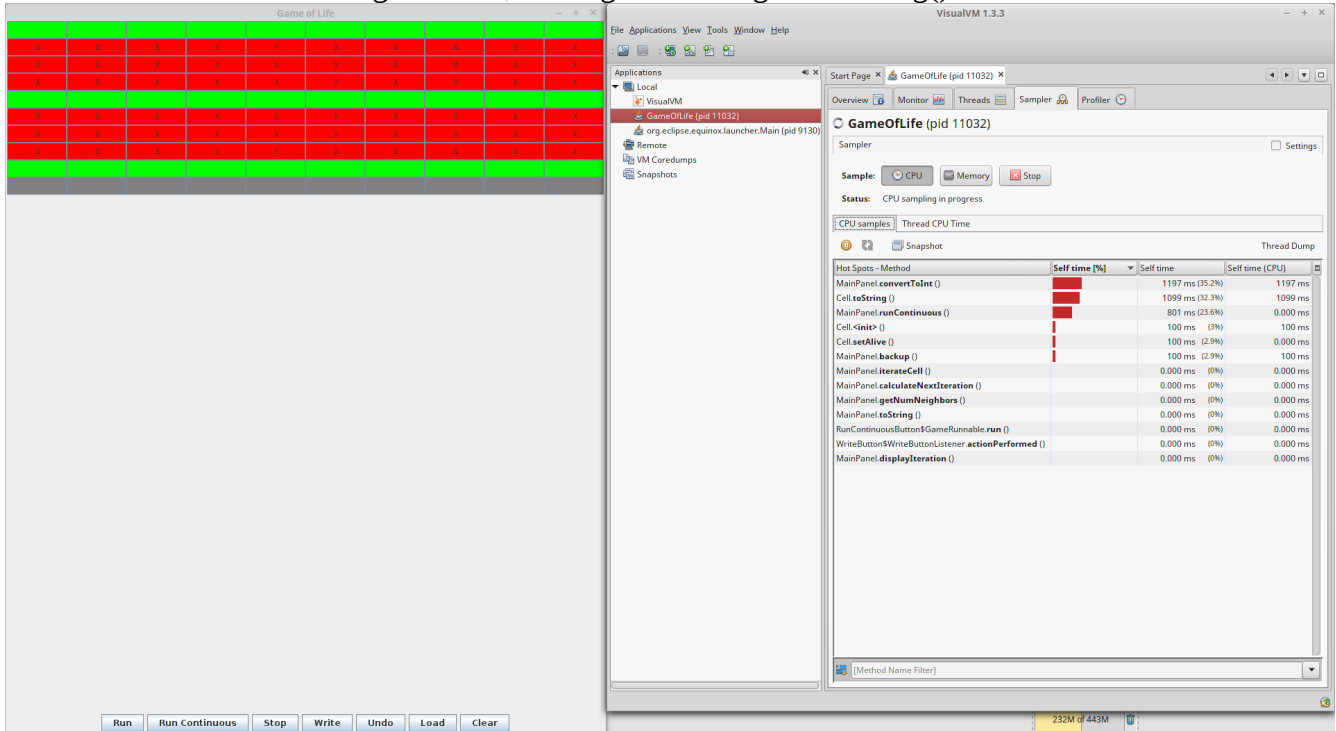 Game of Life
X X X X X X X X X X
X X X X X X X X X X
X X X X X X X X X X
X X X X X X X X X X
X X X X X X X X X X
X X X X X X X X X X
Run Run Continuous Stop Write Undo Load Clear
VisualVM 1.3.3
File Applications View Tools Window Help
Applications
Local
VisualVM
GameOfLife (pid 11032)
org.eclipse.equinox.launcher.Main (pid 9130)
Remote
VM Coredumps
Snapshots
Start Page GameOfLife (pid 11032)
Overview Monitor Threads Sampler Profiler
GameOfLife (pid 11032)
Sampler Settings
Sample: CPU Memory Stop
Status: CPU sampling in progress
CPU samples Thread CPU Time
Snapshot Thread Dump
Hot Spots - Method Self time [%] Self time Self time (CPU)
MainPanel.convertToInt () 1197 ms (35.2%) 1197 ms
Cell.toString () 1099 ms (32.3%) 1099 ms
MainPanel.runContinuous () 801 ms (23.6%) 0.000 ms
Cell.<init> () 100 ms (3%) 100 ms
Cell.setAlive () 100 ms (2.9%) 0.000 ms
MainPanel.backup () 100 ms (2.9%) 100 ms
MainPanel.iterateCell () 0.000 ms (0%) 0.000 ms
MainPanel.calculateNextIteration () 0.000 ms (0%) 0.000 ms
MainPanel.getNumNeighbors () 0.000 ms (0%) 0.000 ms
MainPanel.toString () 0.000 ms (0%) 0.000 ms
RunContinuousButton$GameRunnable.run () 0.000 ms (0%) 0.000 ms
WriteButton$WriteButtonListener.actionPerformed () 0.000 ms (0%) 0.000 ms
MainPanel.displayIteration () 0.000 ms (0%) 0.000 ms
[Method Name Filter]
232M of 443M